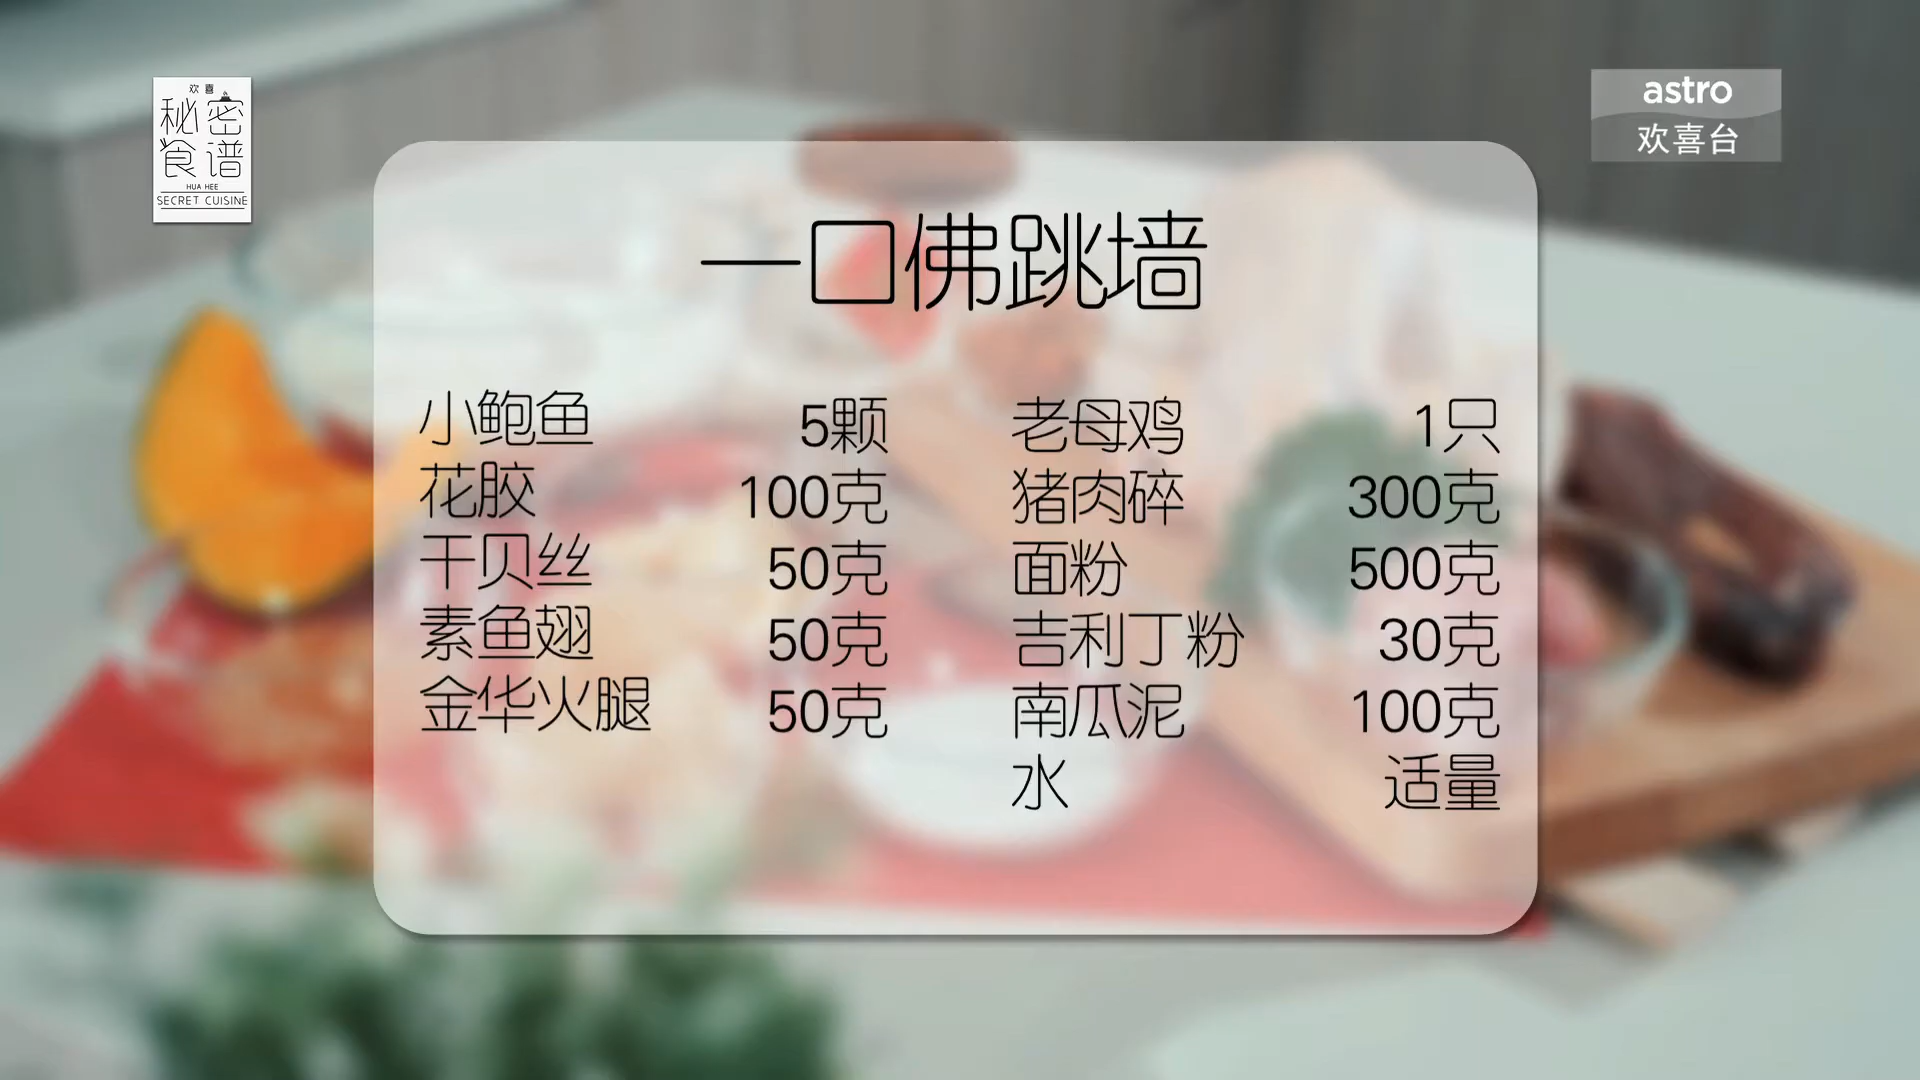 欢喜
秘密
食谱
HUA HEE
SECRET CUISINE
astro
欢喜台
一口佛跳墙
小鲍鱼 5颗
花胶 100克
干贝丝 50克
素鱼翅 50克
金华火腿 50克
老母鸡 1只
猪肉碎 300克
面粉 500克
吉利丁粉 30克
南瓜泥 100克
水 适量